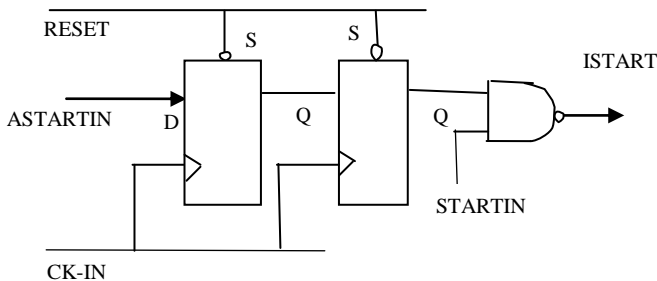 RESET
S
S
ISTART
ASTARTIN
D
Q
Q
STARTIN
CK-IN